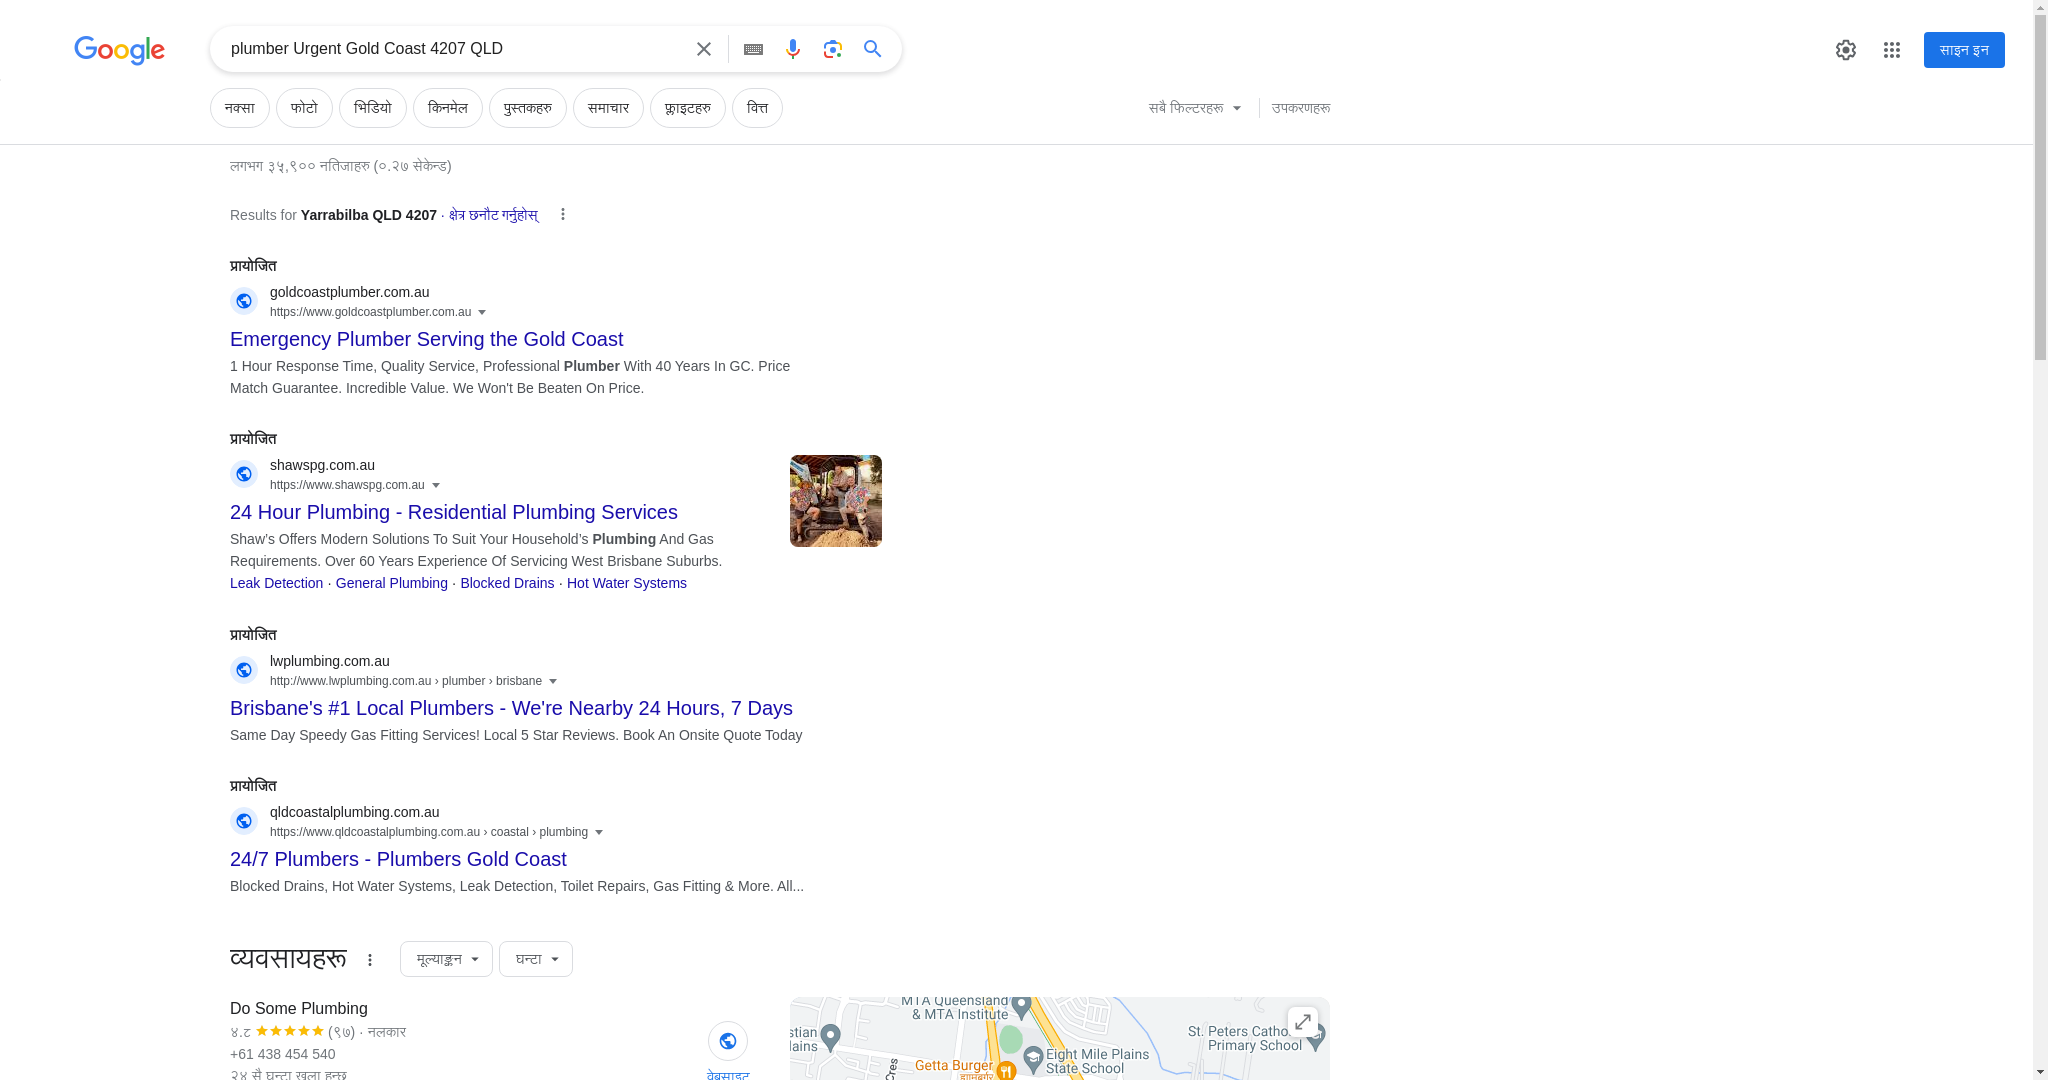 Google
plumber Urgent Gold Coast 4207 QLD
साइन इन
नक्सा
फोटो
भिडियो
किनमेल
पुस्तकहरु
समाचार
फ्लाइटहरु
वित्त
सबै फिल्टरहरू
उपकरणहरू
लगभग ३५,९०० नतिजाहरु (०.२७ सेकेन्ड)
Results for Yarrabilba QLD 4207 · क्षेत्र छनौट गर्नुहोस्
प्रायोजित
goldcoastplumber.com.au
https://www.goldcoastplumber.com.au
Emergency Plumber Serving the Gold Coast
1 Hour Response Time, Quality Service, Professional Plumber With 40 Years In GC. Price
Match Guarantee. Incredible Value. We Won't Be Beaten On Price.
प्रायोजित
shawspg.com.au
https://www.shawspg.com.au
24 Hour Plumbing - Residential Plumbing Services
Shaw’s Offers Modern Solutions To Suit Your Household’s Plumbing And Gas
Requirements. Over 60 Years Experience Of Servicing West Brisbane Suburbs.
Leak Detection · General Plumbing · Blocked Drains · Hot Water Systems
प्रायोजित
lwplumbing.com.au
http://www.lwplumbing.com.au › plumber › brisbane
Brisbane's #1 Local Plumbers - We're Nearby 24 Hours, 7 Days
Same Day Speedy Gas Fitting Services! Local 5 Star Reviews. Book An Onsite Quote Today
प्रायोजित
qldcoastalplumbing.com.au
https://www.qldcoastalplumbing.com.au › coastal › plumbing
24/7 Plumbers - Plumbers Gold Coast
Blocked Drains, Hot Water Systems, Leak Detection, Toilet Repairs, Gas Fitting & More. All...
व्यवसायहरू
मूल्याङ्कन
घन्टा
Do Some Plumbing
४.८ (९७) · नलकार
+61 438 454 540
२४ सै घन्टा खुला हुन्छ
वेबसाइट
MTA Queensland
& MTA Institute
stian
lains
St. Peters Catho
Primary School
Eight Mile Plains
State School
Getta Burger
ह्यामबर्गर
Cres